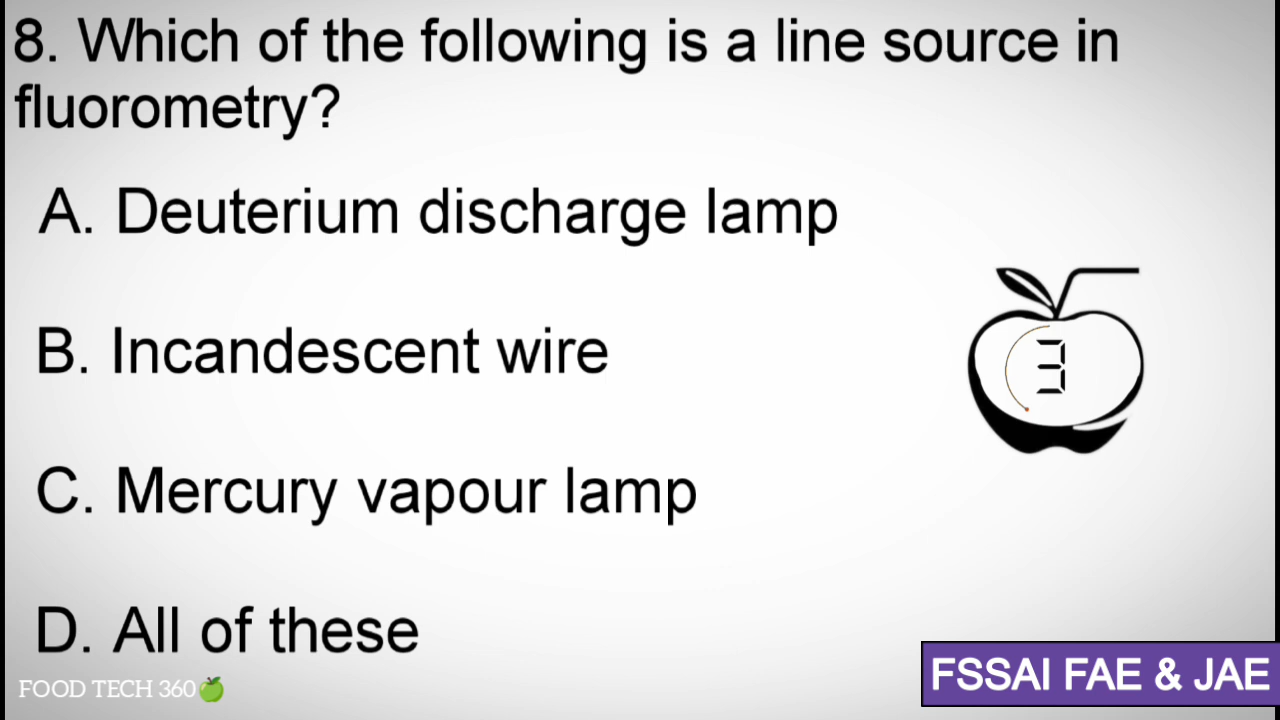 8. Which of the following is a line source in
fluorometry?
A. Deuterium discharge lamp
B. Incandescent wire
3
C. Mercury vapour lamp
D. All of these
FOOD TECH 360
FSSAI FAE & JAE